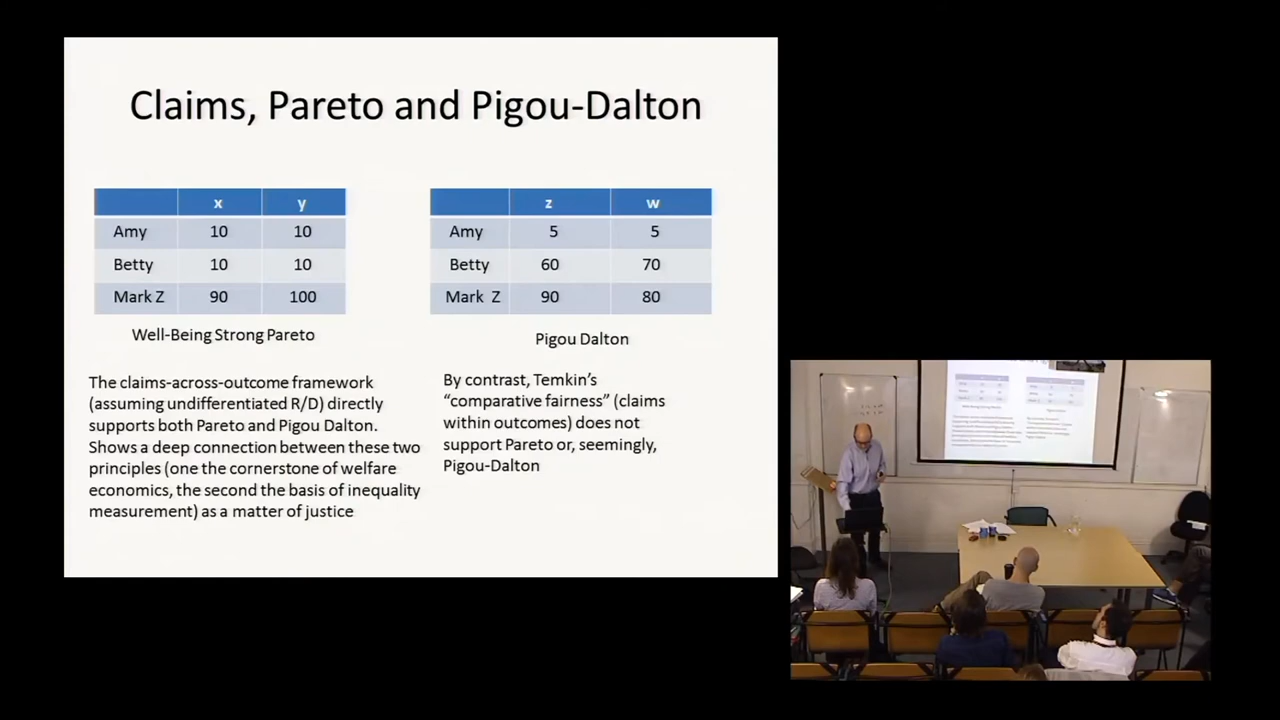 Claims, Pareto and Pigou-Dalton
x y
Amy 10 10
Betty 10 10
Mark Z 90 100
Well-Being Strong Pareto
The claims-across-outcome framework
(assuming undifferentiated R/D) directly
supports both Pareto and Pigou Dalton.
Shows a deep connection between these two
principles (one the cornerstone of welfare
economics, the second the basis of inequality
measurement) as a matter of justice
z w
Amy 5 5
Betty 60 70
Mark Z 90 80
Pigou Dalton
By contrast, Temkin's
“comparative fairness” (claims
within outcomes) does not
support Pareto or, seemingly,
Pigou-Dalton